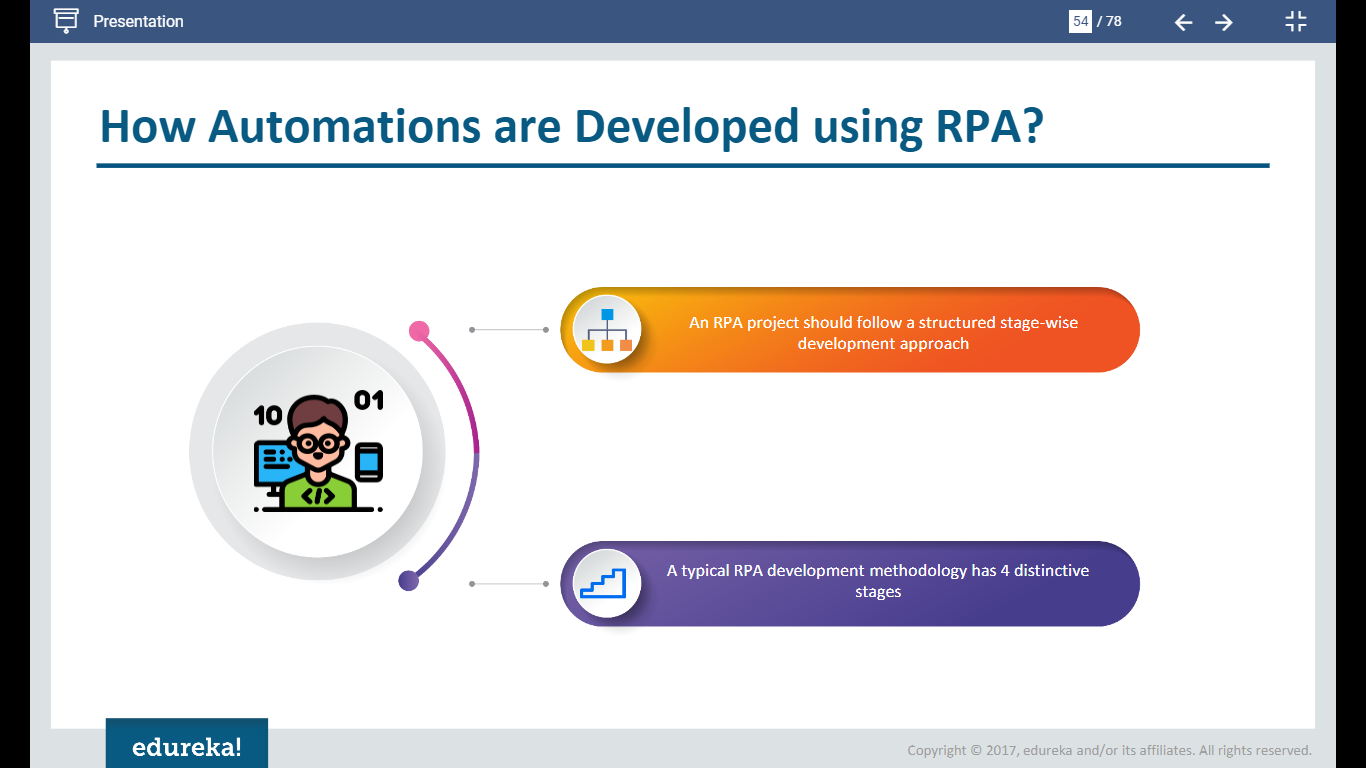 Presentation
54 / 78
How Automations are Developed using RPA?
An RPA project should follow a structured stage-wise
development approach
10
01
</>
A typical RPA development methodology has 4 distinctive
stages
edureka!
Copyright © 2017, edureka and/or its affiliates. All rights reserved.